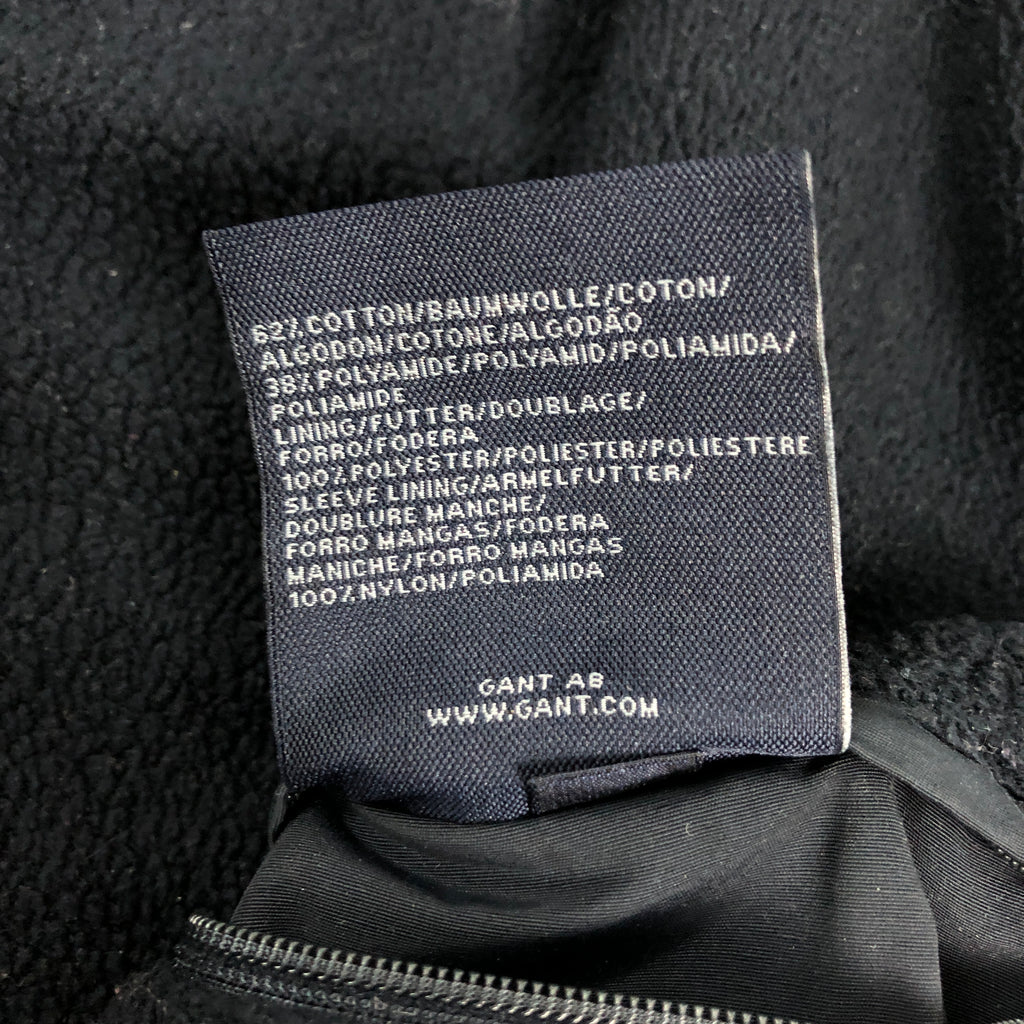 62% COTTON/BAUMWOLLE/COTON/
ALGODON/COTONE/ALGODÃO
38% POLYAMIDE/POLYAMID/POLIAMIDA/
POLIAMIDE
LINING/FUTTER/DOUBLAGE/
FORRO/FODERA
100% POLYESTER/POLIESTER/POLIESTERE
SLEEVE LINING/ARMELFUTTER/
DOUBLURE MANCHE/
FORRO MANGAS/FODERA
MANICHE/FORRO MANGAS
100% NYLON/POLIAMIDA
GANT AB
WWW.GANT.COM